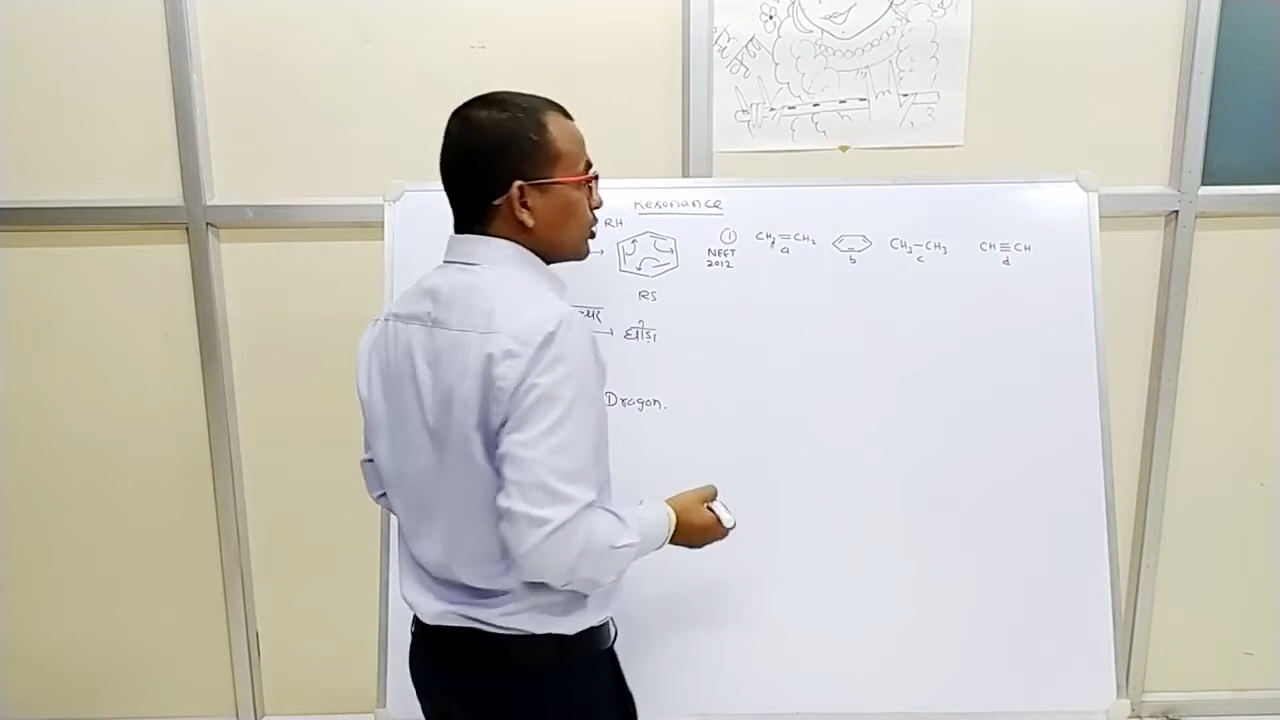 Resonance
RH
→
RS
→ घोड़ा
Dragon.
① CH₂=CH₂ CH₃-CH₃ CH≡CH
NEET a b c d
2012